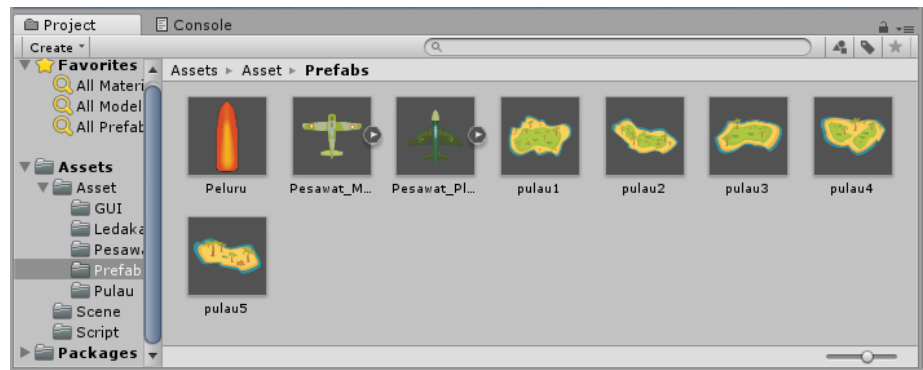 Project
Console
Create
Favorites
All Materi
All Model
All Prefab
Assets
Asset
GUI
Ledaka
Pesaw
Prefab
Pulau
Scene
Script
Packages
Assets Asset Prefabs
Peluru Pesawat_M... Pesawat_Pl... pulau1 pulau2 pulau3 pulau4
pulau5